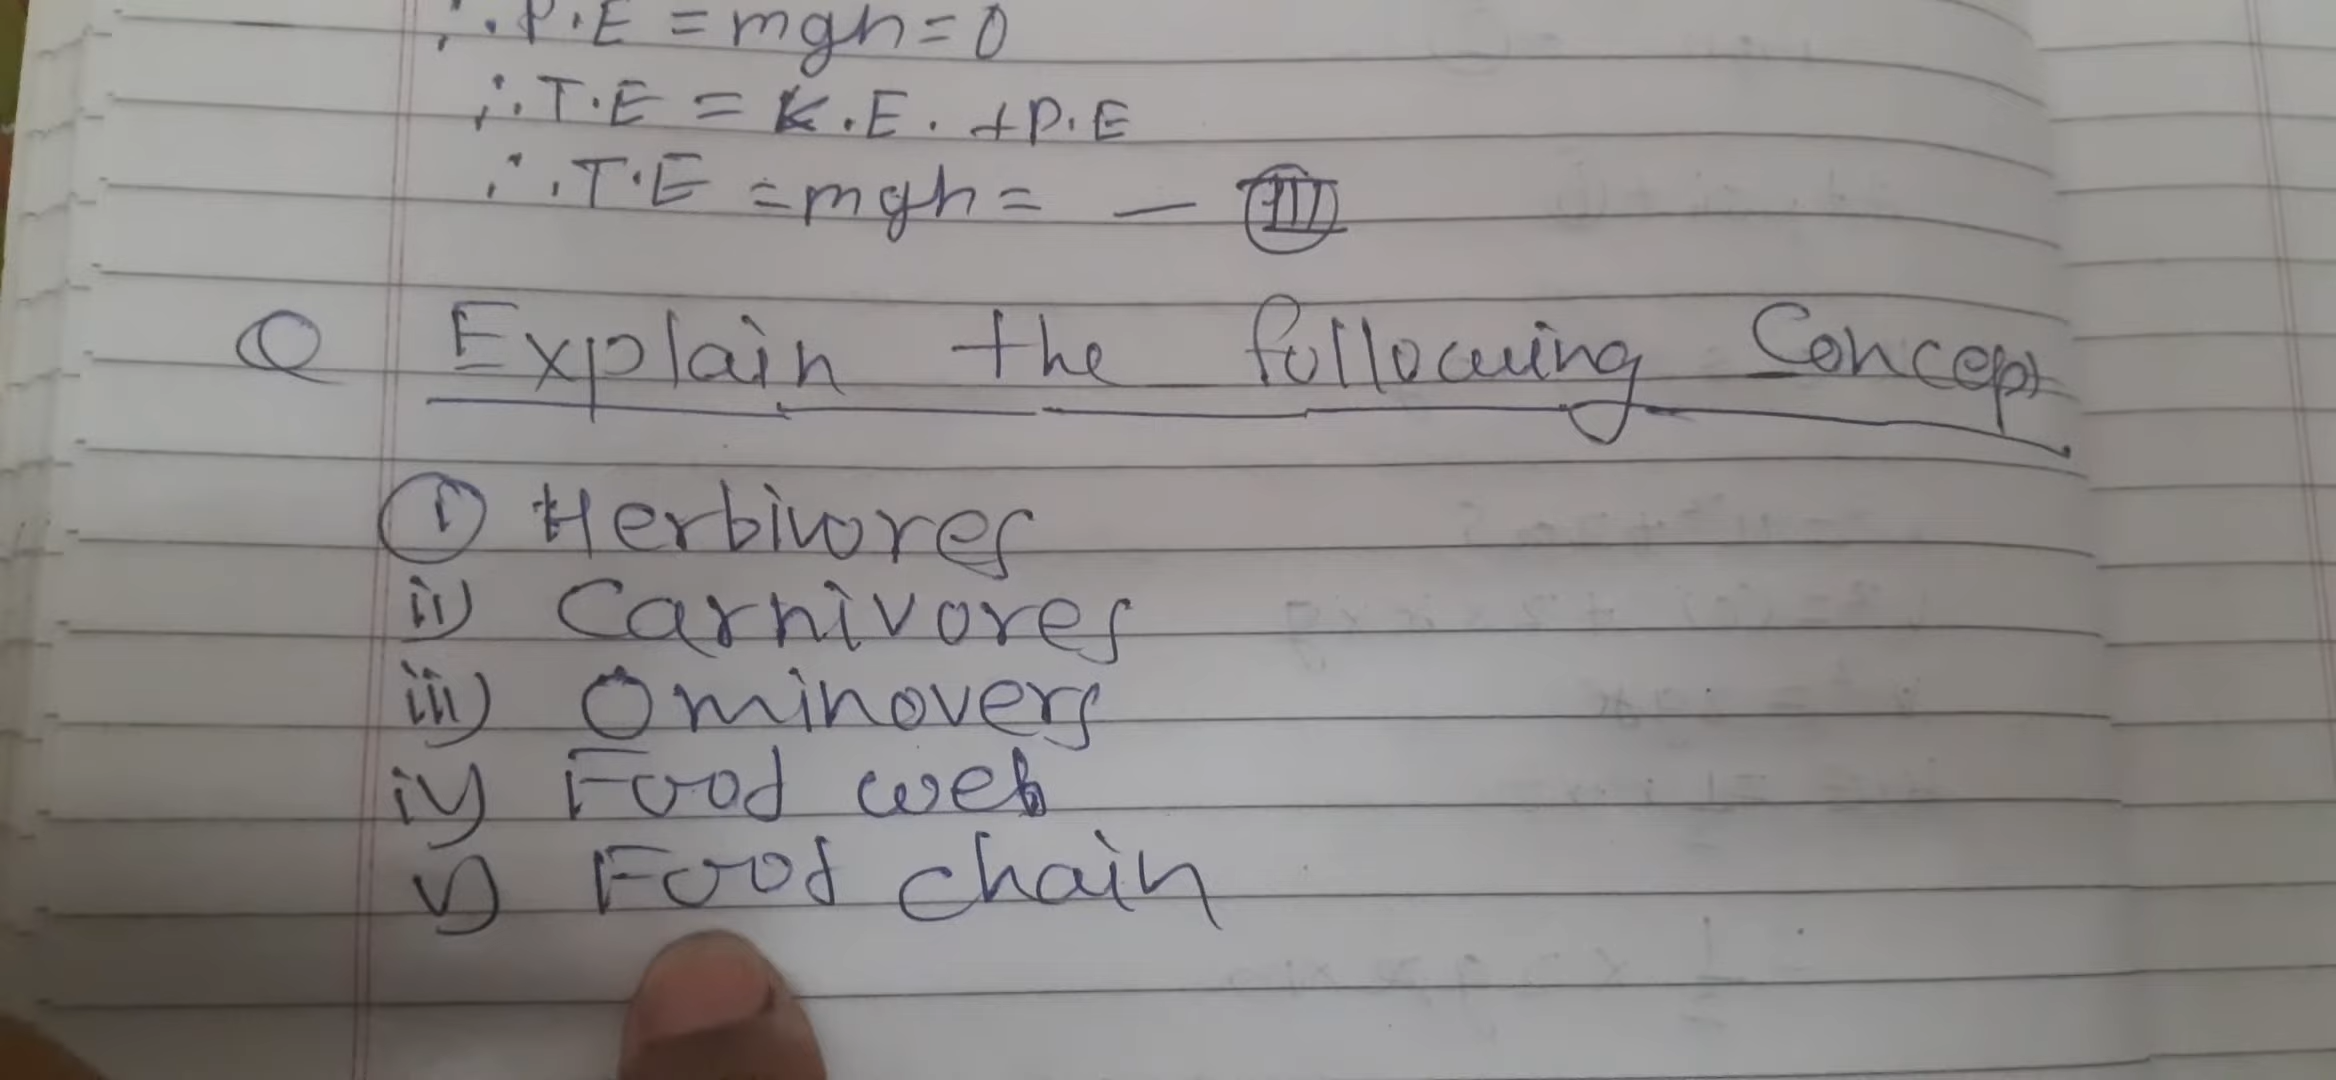 ∴ P.E = mgh = 0
∴ T.E = K.E. + P.E
∴ T.E = mgh = — III
Q Explain the following Concept
i Herbivores
ii) Carnivores
iii) Ominovers
iv) Food web
v) Food chain